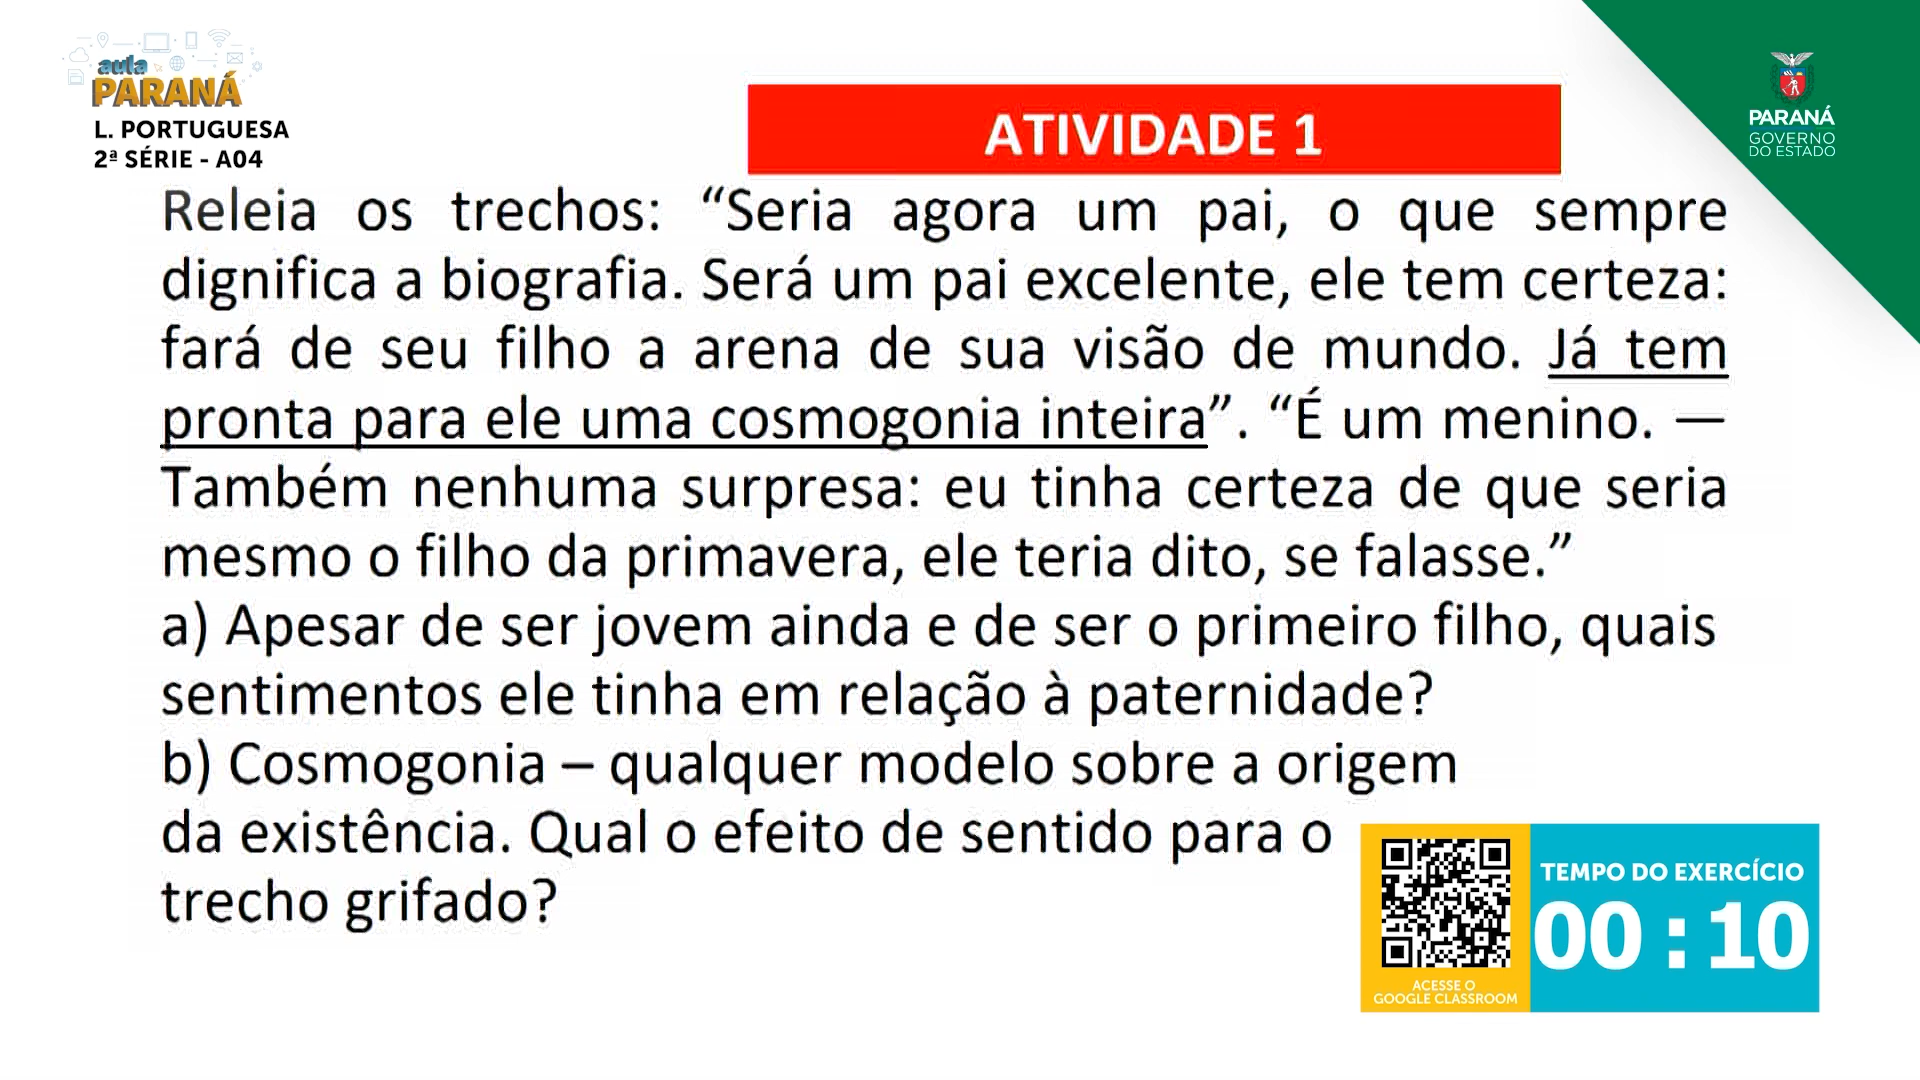 aula
PARANÁ
L. PORTUGUESA
2ª SÉRIE - A04
ATIVIDADE 1
PARANÁ
GOVERNO
DO ESTADO
Releia os trechos: “Seria agora um pai, o que sempre
dignifica a biografia. Será um pai excelente, ele tem certeza:
fará de seu filho a arena de sua visão de mundo. Já tem
pronta para ele uma cosmogonia inteira”. “É um menino. —
Também nenhuma surpresa: eu tinha certeza de que seria
mesmo o filho da primavera, ele teria dito, se falasse.”
a) Apesar de ser jovem ainda e de ser o primeiro filho, quais
sentimentos ele tinha em relação à paternidade?
b) Cosmogonia – qualquer modelo sobre a origem
da existência. Qual o efeito de sentido para o
trecho grifado?
TEMPO DO EXERCÍCIO
00 : 10
ACESSE O
GOOGLE CLASSROOM